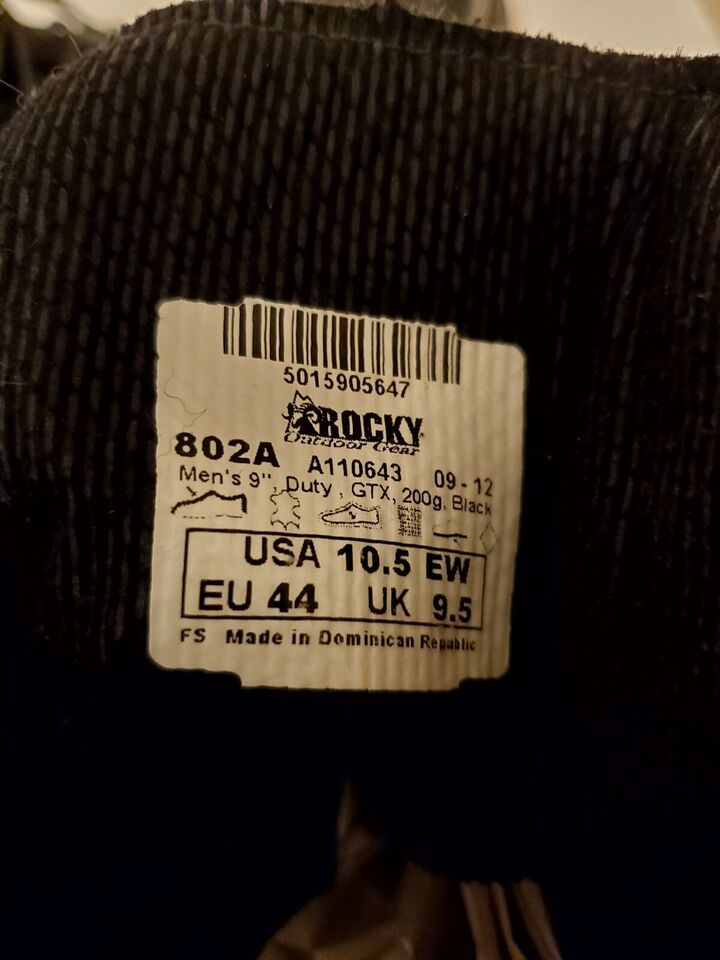 5015905647
ROCKY
Outdoor Gear
802A A110643 09-12
Men's 9", Duty, GTX, 200g, Black
USA 10.5 EW
EU 44 UK 9.5
FS Made in Dominican Republic